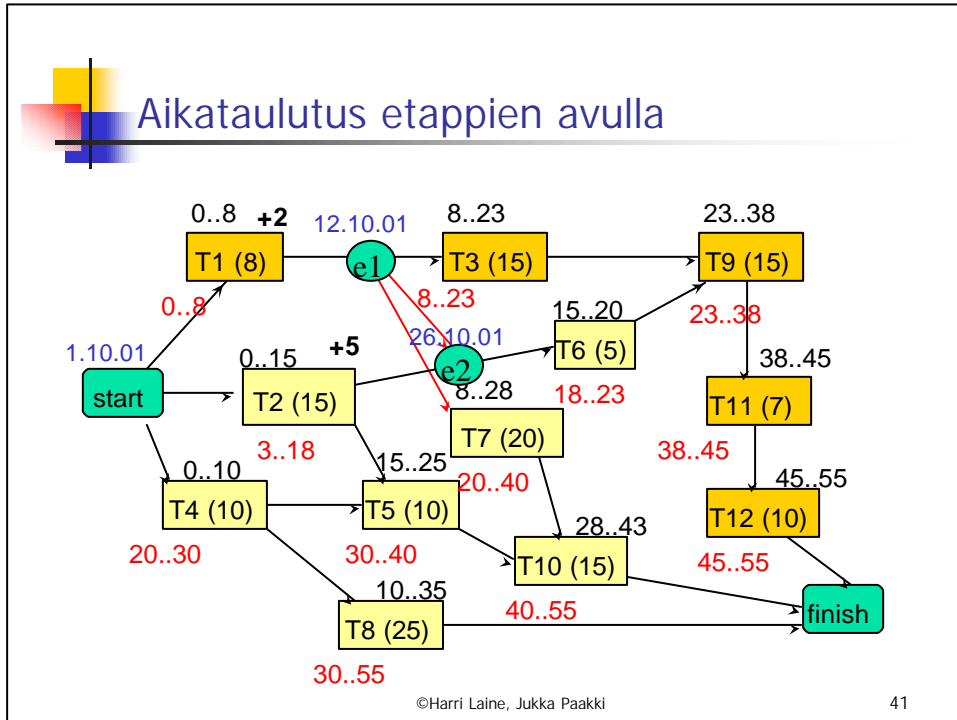 Aikataulutus etappien avulla
0..8
+2
12.10.01
8..23
23..38
T1 (8)
e1
T3 (15)
T9 (15)
0..8
8..23
15..20
23..38
1.10.01
0..15
+5
26.10.01
T6 (5)
38..45
start
T2 (15)
e2
8..28
18..23
T11 (7)
3..18
T7 (20)
38..45
0..10
15..25
20..40
45..55
T4 (10)
T5 (10)
28..43
T12 (10)
20..30
30..40
T10 (15)
45..55
10..35
40..55
finish
T8 (25)
30..55
©Harri Laine, Jukka Paakki
41